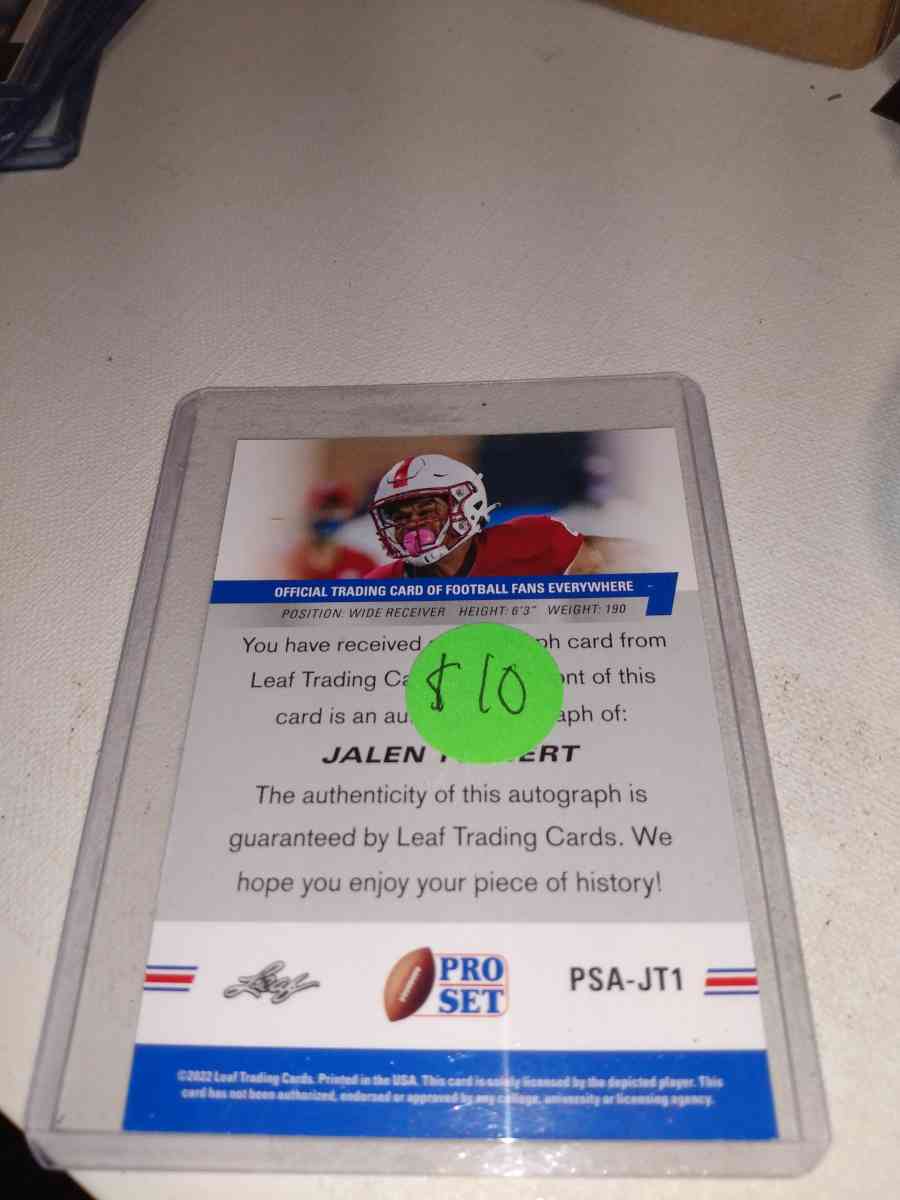 OFFICIAL TRADING CARD OF FOOTBALL FANS EVERYWHERE
POSITION: WIDE RECEIVER HEIGHT: 6'3" WEIGHT: 190
You have received ph card from
Leaf Trading Ca nt of this
card is an au aph of:
$10
JALEN T ERT
The authenticity of this autograph is
guaranteed by Leaf Trading Cards. We
hope you enjoy your piece of history!
Leaf
PRO
SET
PSA-JT1
©2022 Leaf Trading Cards. Printed in the USA. This card is solely licensed by the depicted player. This
card has not been authorized, endorsed or approved by any college, university or licensing agency.